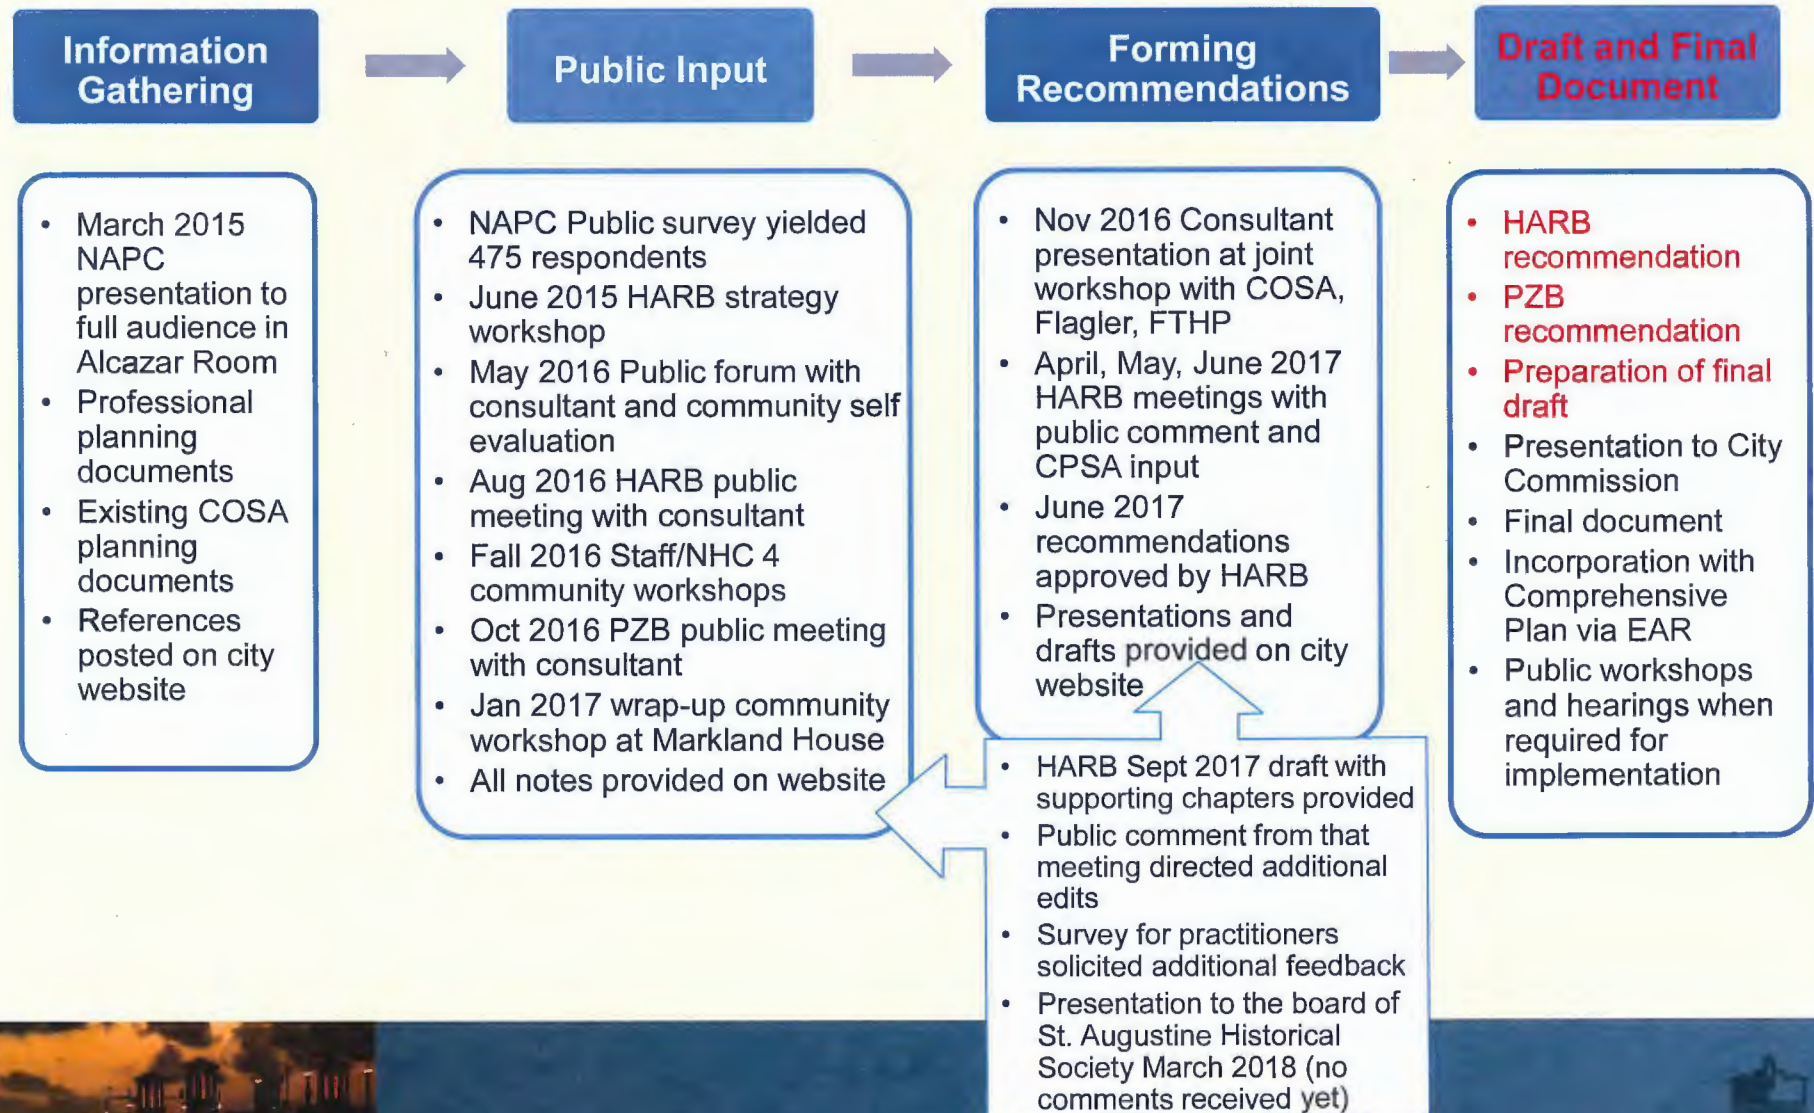 Information
Gathering
Public Input
Forming
Recommendations
Draft and Final
Document
• March 2015
NAPC
presentation to
full audience in
Alcazar Room
• Professional
planning
documents
• Existing COSA
planning
documents
• References
posted on city
website
• NAPC Public survey yielded
475 respondents
• June 2015 HARB strategy
workshop
• May 2016 Public forum with
consultant and community self
evaluation
• Aug 2016 HARB public
meeting with consultant
• Fall 2016 Staff/NHC 4
community workshops
• Oct 2016 PZB public meeting
with consultant
• Jan 2017 wrap-up community
workshop at Markland House
• All notes provided on website
• Nov 2016 Consultant
presentation at joint
workshop with COSA,
Flagler, FTHP
• April, May, June 2017
HARB meetings with
public comment and
CPSA input
• June 2017
recommendations
approved by HARB
• Presentations and
drafts provided on city
website
• HARB Sept 2017 draft with
supporting chapters provided
• Public comment from that
meeting directed additional
edits
• Survey for practitioners
solicited additional feedback
• Presentation to the board of
St. Augustine Historical
Society March 2018 (no
comments received yet)
• HARB
recommendation
• PZB
recommendation
• Preparation of final
draft
• Presentation to City
Commission
• Final document
• Incorporation with
Comprehensive
Plan via EAR
• Public workshops
and hearings when
required for
implementation